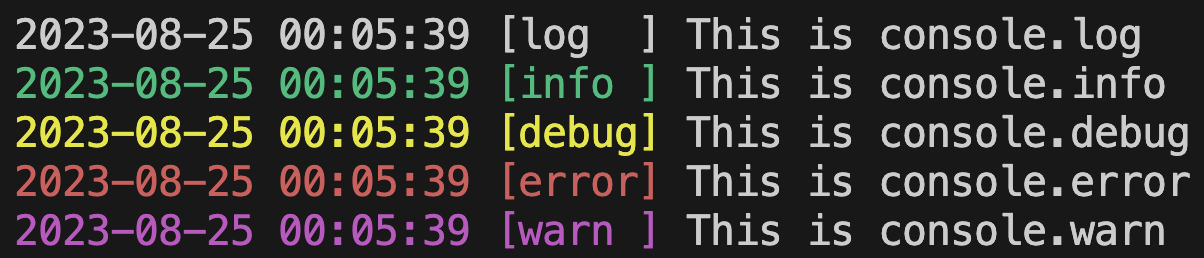 2023-08-25 00:05:39 [log  ] This is console.log
2023-08-25 00:05:39 [info ] This is console.info
2023-08-25 00:05:39 [debug] This is console.debug
2023-08-25 00:05:39 [error] This is console.error
2023-08-25 00:05:39 [warn ] This is console.warn